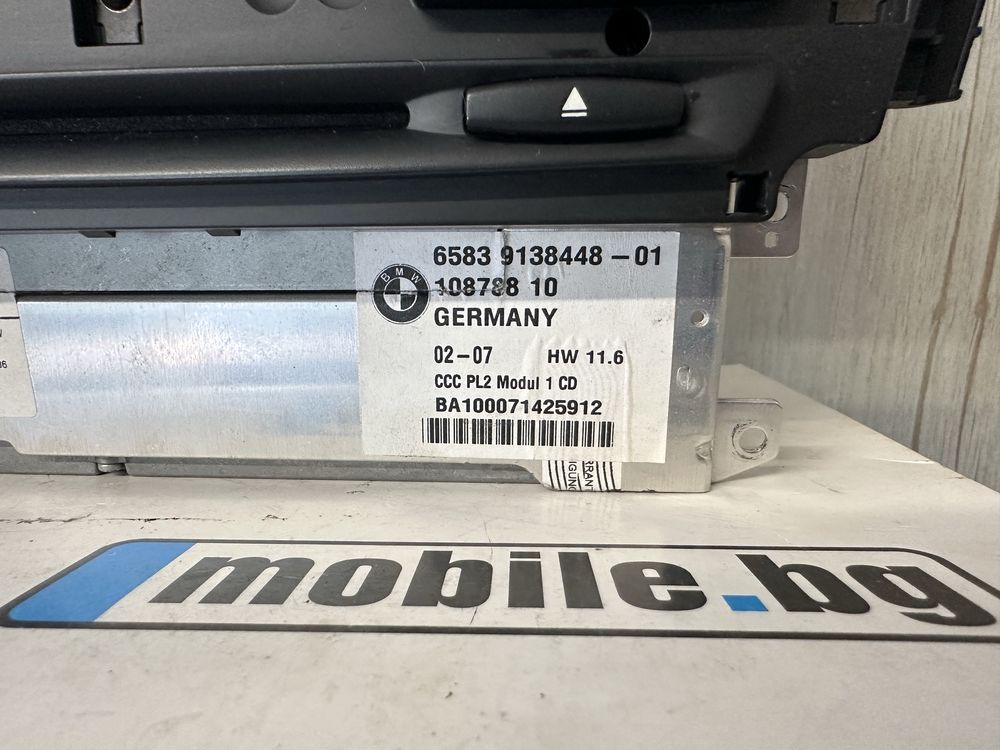 BMW
6583 9138448-01
108788 10
GERMANY
02-07 HW 11.6
CCC PL2 Modul 1 CD
BA100071425912
mobile.bg